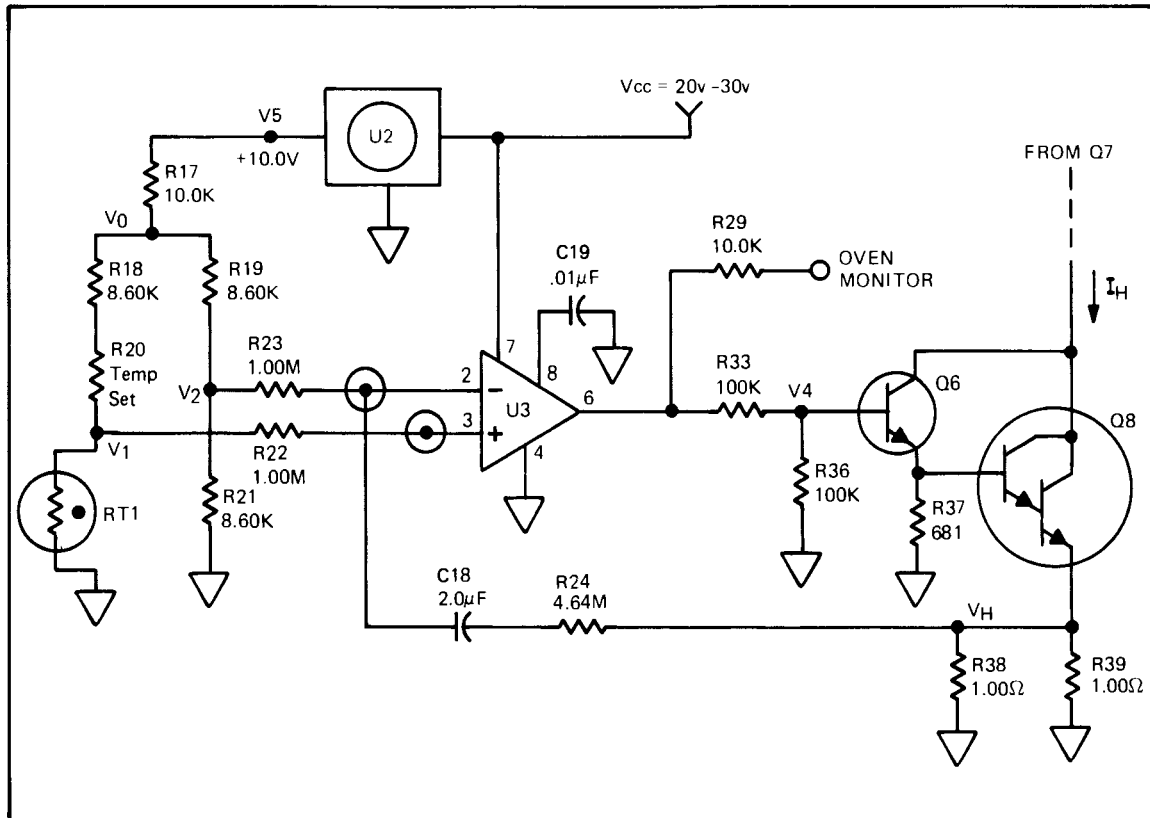 Vcc = 20v -30v
V5
+10.0V
U2
FROM Q7
R17
10.0K
V0
R18
8.60K
R19
8.60K
C19
.01µF
R29
10.0K
OVEN
MONITOR
IH
R20
Temp
Set
R23
1.00M
V2
2
7
8
U3
6
3
4
R33
100K
V4
Q6
Q8
V1
R22
1.00M
R21
8.60K
RT1
R36
100K
R37
681
C18
2.0µF
R24
4.64M
VH
R38
1.00Ω
R39
1.00Ω